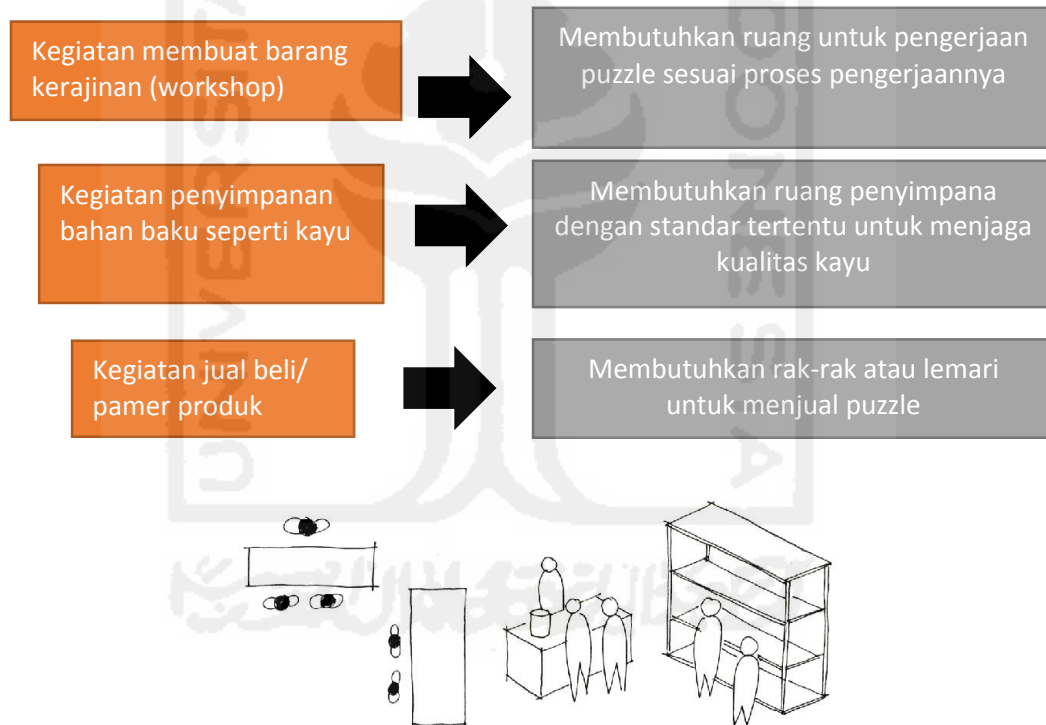 Kegiatan membuat barang
kerajinan (workshop)
Membutuhkan ruang untuk pengerjaan
puzzle sesuai proses pengerjaannya
Kegiatan penyimpanan
bahan baku seperti kayu
Membutuhkan ruang penyimpana
dengan standar tertentu untuk menjaga
kualitas kayu
Kegiatan jual beli/
pamer produk
Membutuhkan rak-rak atau lemari
untuk menjual puzzle